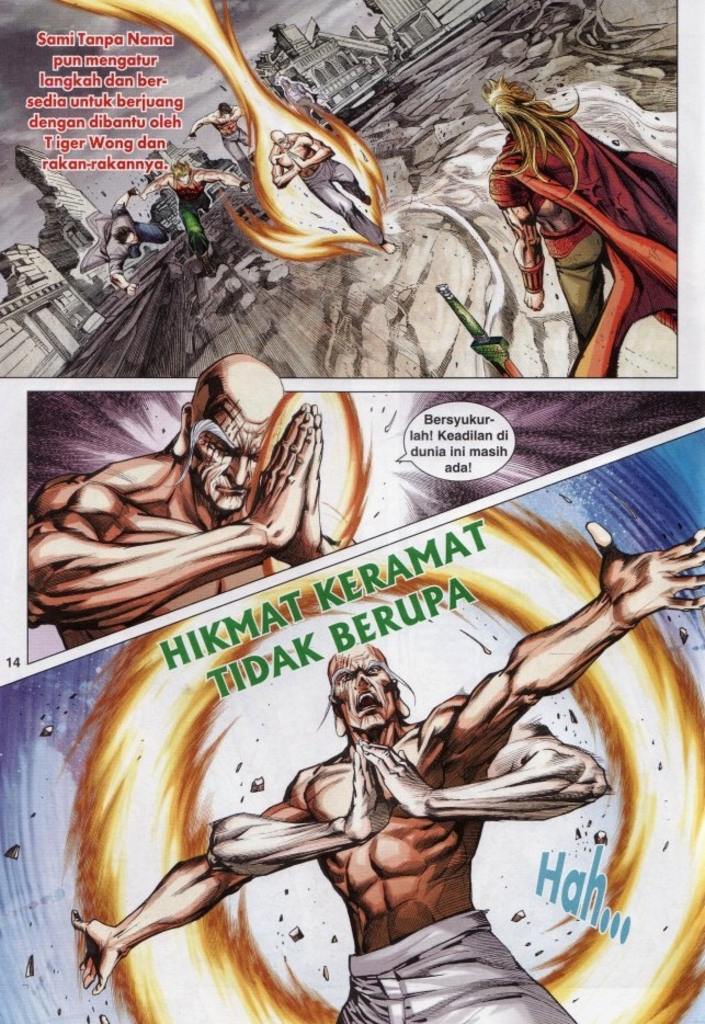 Sami Tanpa Nama
pun mengatur
langkah dan ber-
sedia untuk berjuang
dengan dibantu oleh
Tiger Wong dan
rakan-rakannya.
Bersyukur-
lah! Keadilan di
dunia ini masih
ada!
HIKMAT KERAMAT
TIDAK BERUPA
14
Hah...